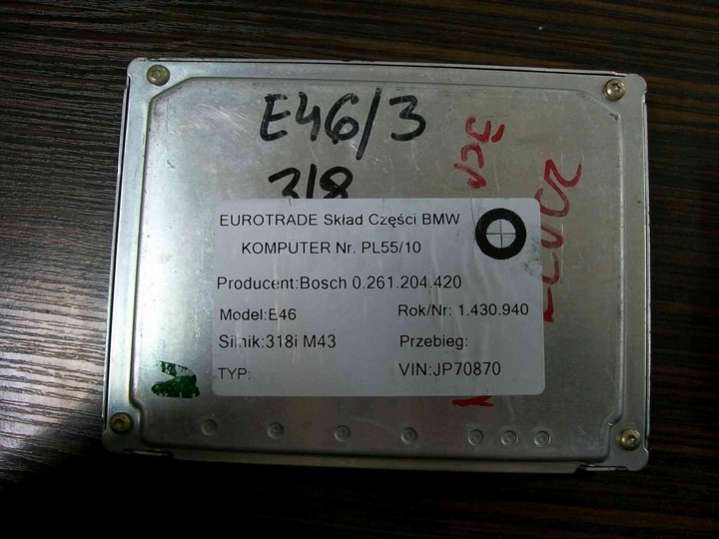 E46/3
318
EUROTRADE Skład Części BMW
KOMPUTER Nr. PL55/10
Producent:Bosch 0.261.204.420
Model:E46 Rok/Nr: 1.430.940
Silnik:318i M43 Przebieg:
TYP: VIN:JP70870